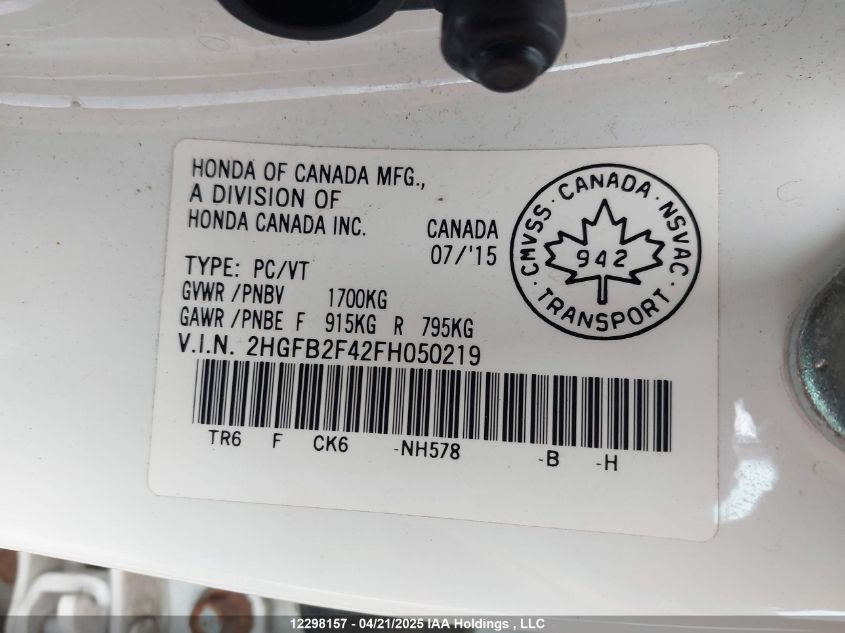 HONDA OF CANADA MFG.,
A DIVISION OF
HONDA CANADA INC.
CANADA
07/'15
TYPE: PC/VT
GVWR/PNBV 1700KG
GAWR/PNBE F 915KG R 795KG
V.I.N. 2HGFB2F42FH050219
TR6 F CK6 -NH578 -B -H
CMVSS · CANADA · NSVAC · TRANSPORT ·
942
12298157 - 04/21/2025 IAA Holdings , LLC